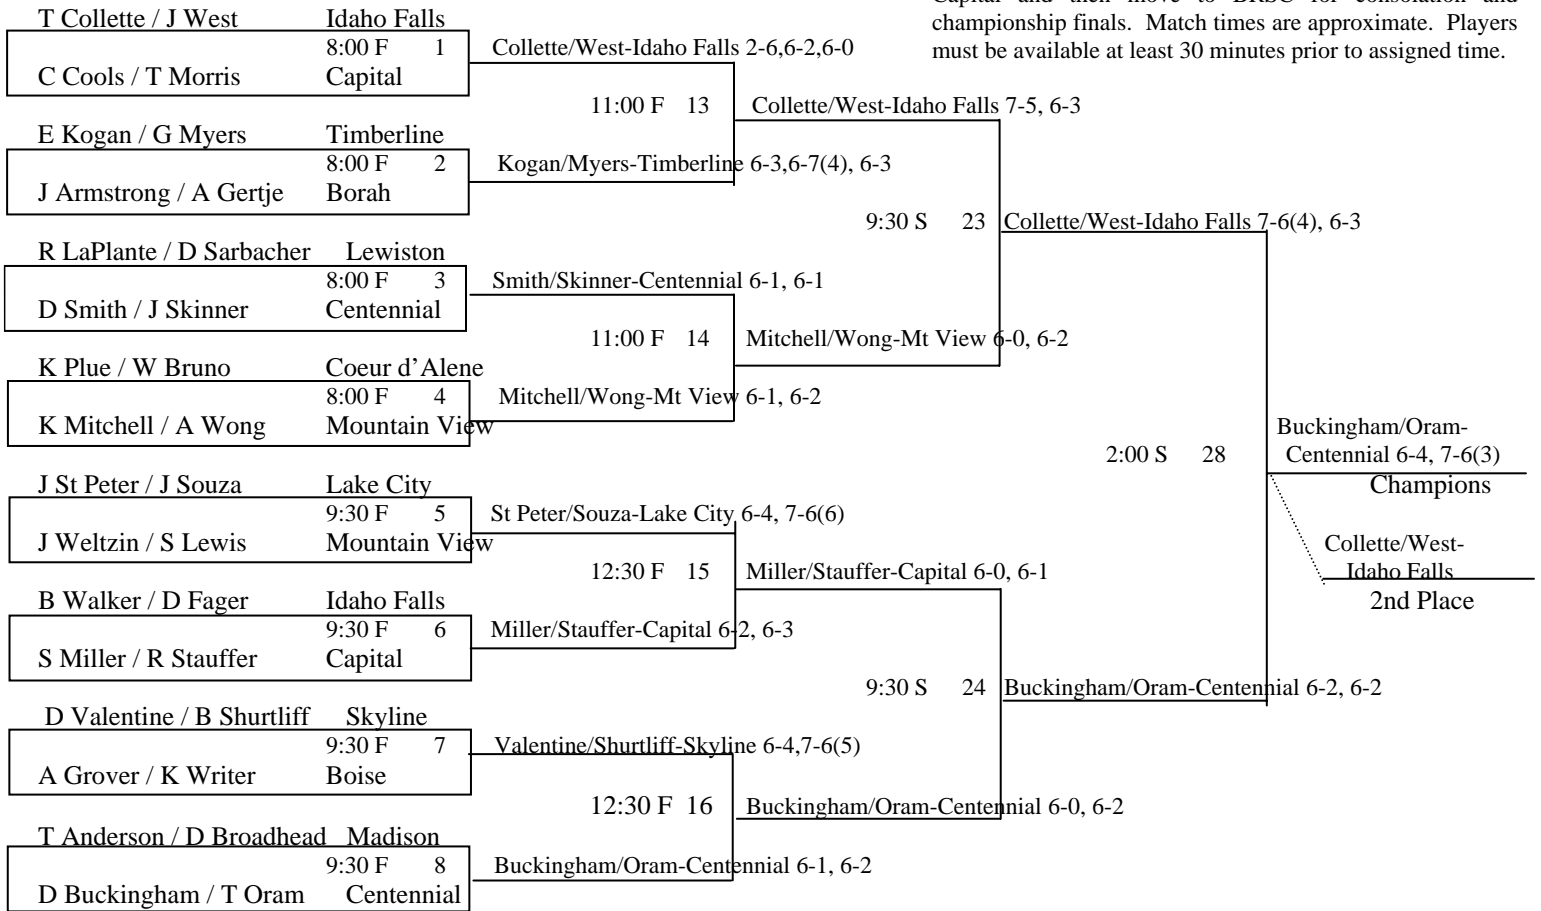 Capital and then move to BRSC for consolation and
championship finals. Match times are approximate. Players
must be available at least 30 minutes prior to assigned time.
T Collette / J West Idaho Falls
8:00 F 1
C Cools / T Morris Capital
Collette/West-Idaho Falls 2-6,6-2,6-0
11:00 F 13
Collette/West-Idaho Falls 7-5, 6-3
E Kogan / G Myers Timberline
8:00 F 2
J Armstrong / A Gertje Borah
Kogan/Myers-Timberline 6-3,6-7(4), 6-3
9:30 S 23
Collette/West-Idaho Falls 7-6(4), 6-3
R LaPlante / D Sarbacher Lewiston
8:00 F 3
D Smith / J Skinner Centennial
Smith/Skinner-Centennial 6-1, 6-1
11:00 F 14
Mitchell/Wong-Mt View 6-0, 6-2
K Plue / W Bruno Coeur d’Alene
8:00 F 4
K Mitchell / A Wong Mountain View
Mitchell/Wong-Mt View 6-1, 6-2
2:00 S 28
Buckingham/Oram-
Centennial 6-4, 7-6(3)
Champions
Collette/West-
Idaho Falls
2nd Place
J St Peter / J Souza Lake City
9:30 F 5
J Weltzin / S Lewis Mountain View
St Peter/Souza-Lake City 6-4, 7-6(6)
12:30 F 15
Miller/Stauffer-Capital 6-0, 6-1
B Walker / D Fager Idaho Falls
9:30 F 6
S Miller / R Stauffer Capital
Miller/Stauffer-Capital 6-2, 6-3
9:30 S 24
Buckingham/Oram-Centennial 6-2, 6-2
D Valentine / B Shurtliff Skyline
9:30 F 7
A Grover / K Writer Boise
Valentine/Shurtliff-Skyline 6-4,7-6(5)
12:30 F 16
Buckingham/Oram-Centennial 6-0, 6-2
T Anderson / D Broadhead Madison
9:30 F 8
D Buckingham / T Oram Centennial
Buckingham/Oram-Centennial 6-1, 6-2